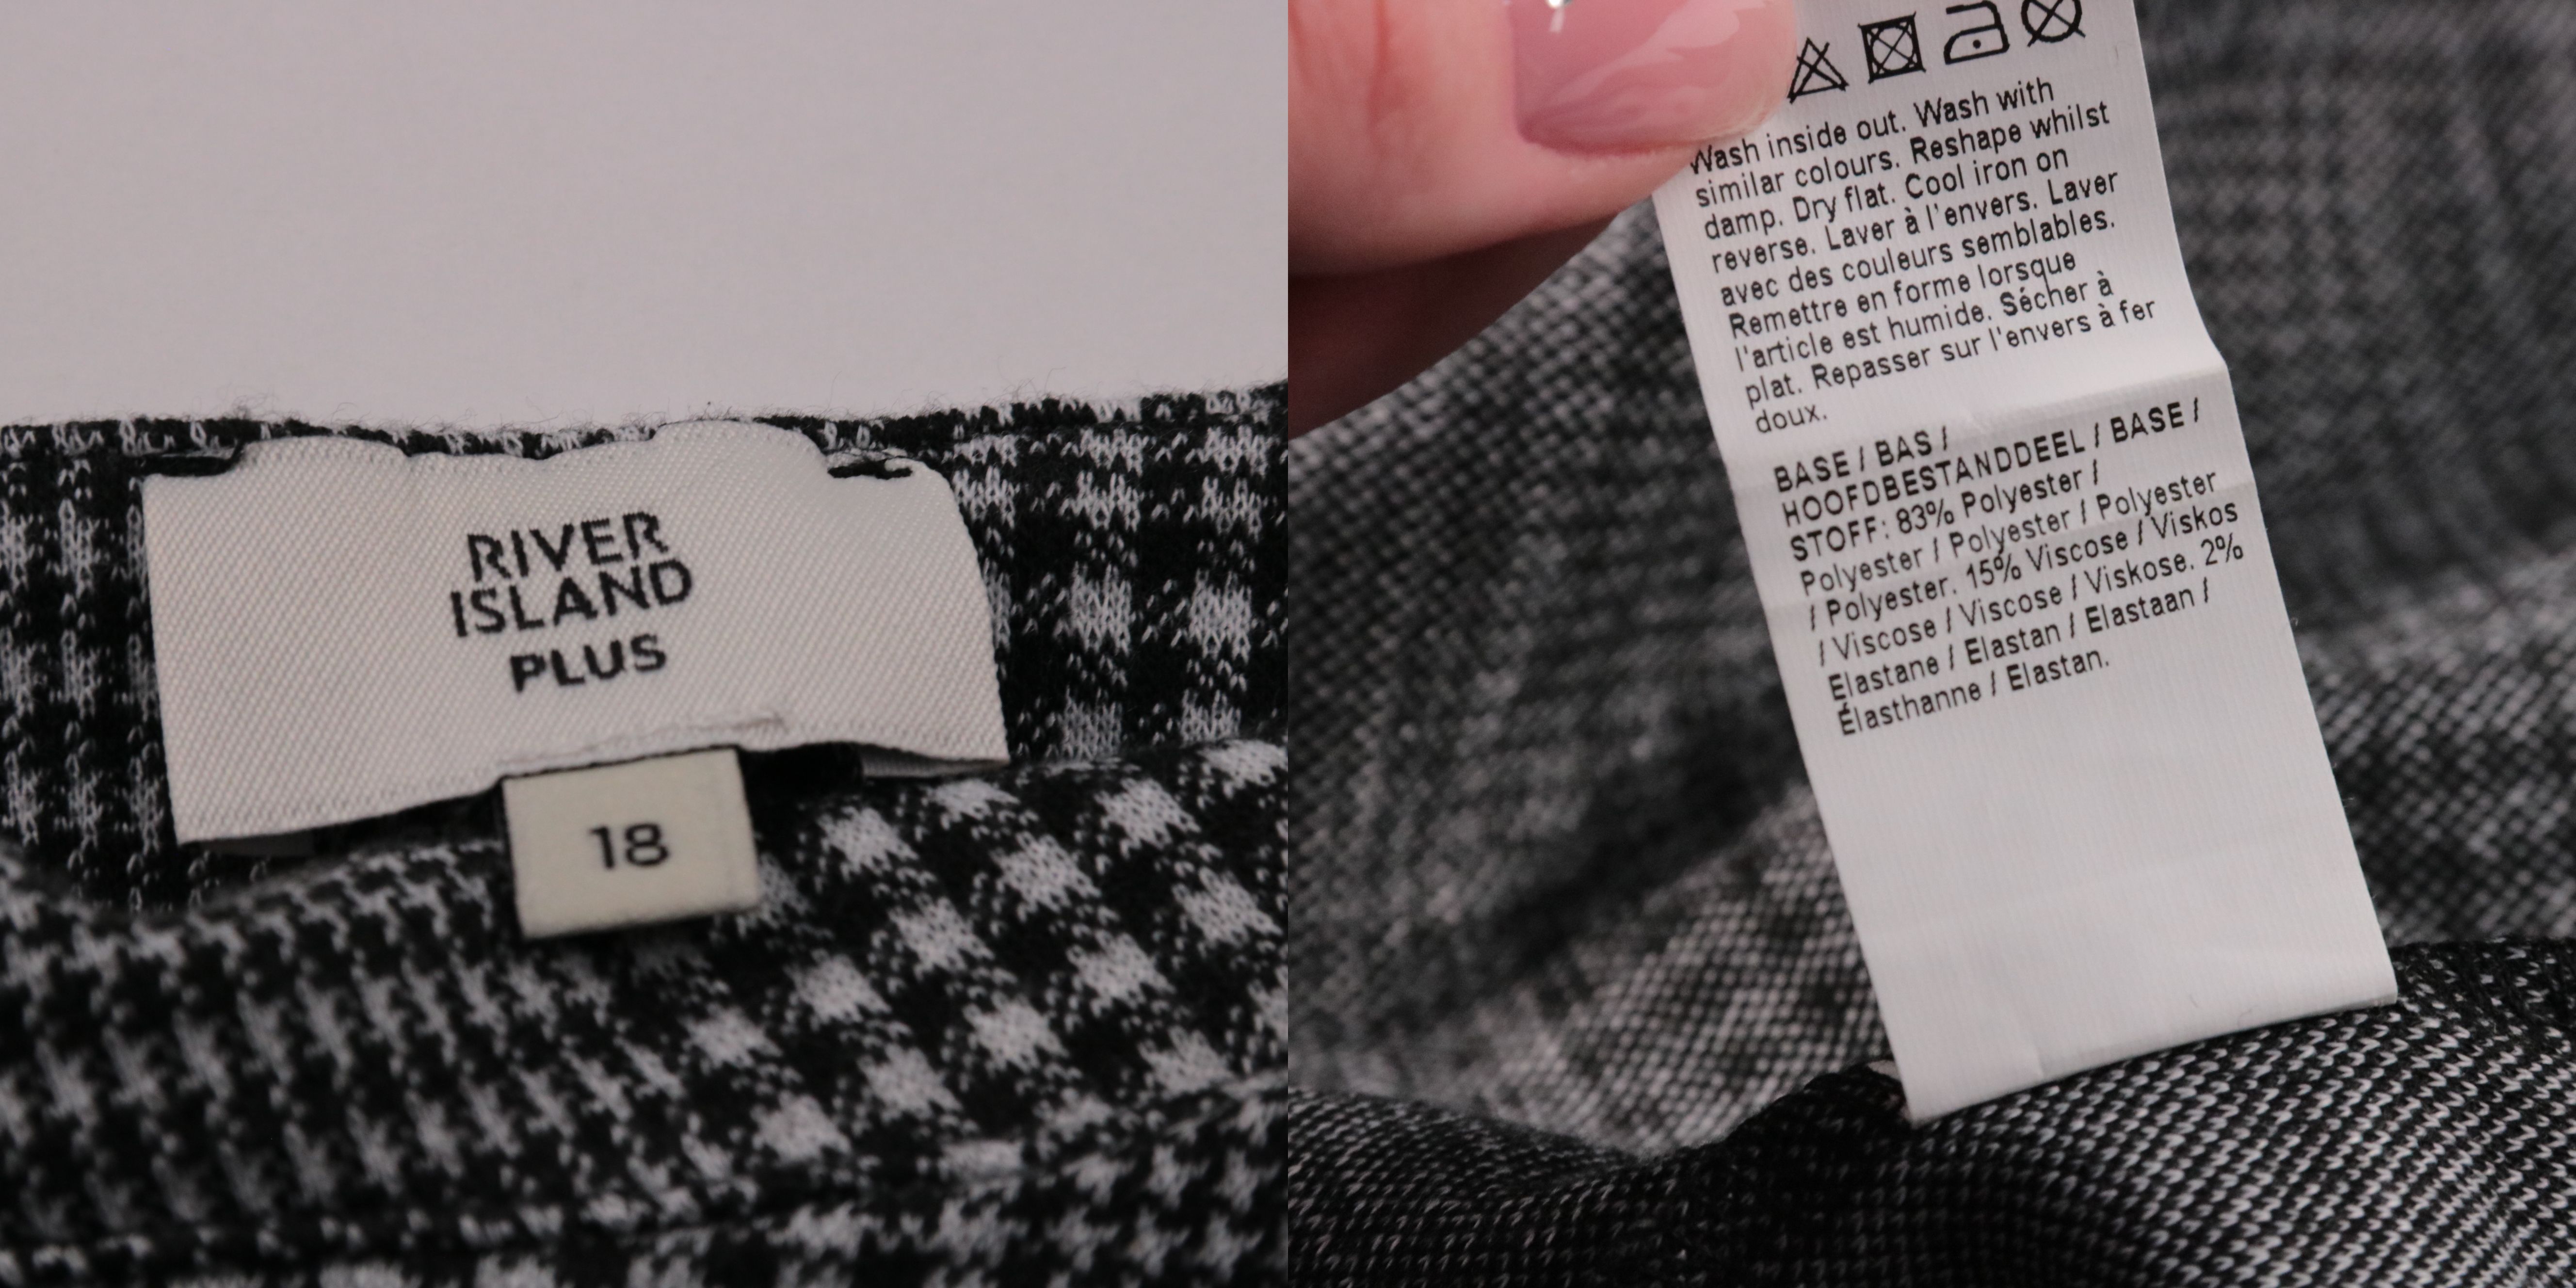 RIVER
ISLAND
PLUS
18
Wash inside out. Wash with
similar colours. Reshape whilst
damp. Dry flat. Cool iron on
reverse. Laver à l'envers. Laver
avec des couleurs semblables.
Remettre en forme lorsque
l'article est humide. Sécher à
plat. Repasser sur l'envers à fer
doux.
BASE / BAS /
HOOFDBESTANDDEEL / BASE /
STOFF: 83% Polyester /
Polyester / Polyester / Polyester
/ Polyester. 15% Viscose / Viskos
/ Viscose / Viscose / Viskose. 2%
Elastane / Elastan / Elastaan /
Élasthanne / Elastan.